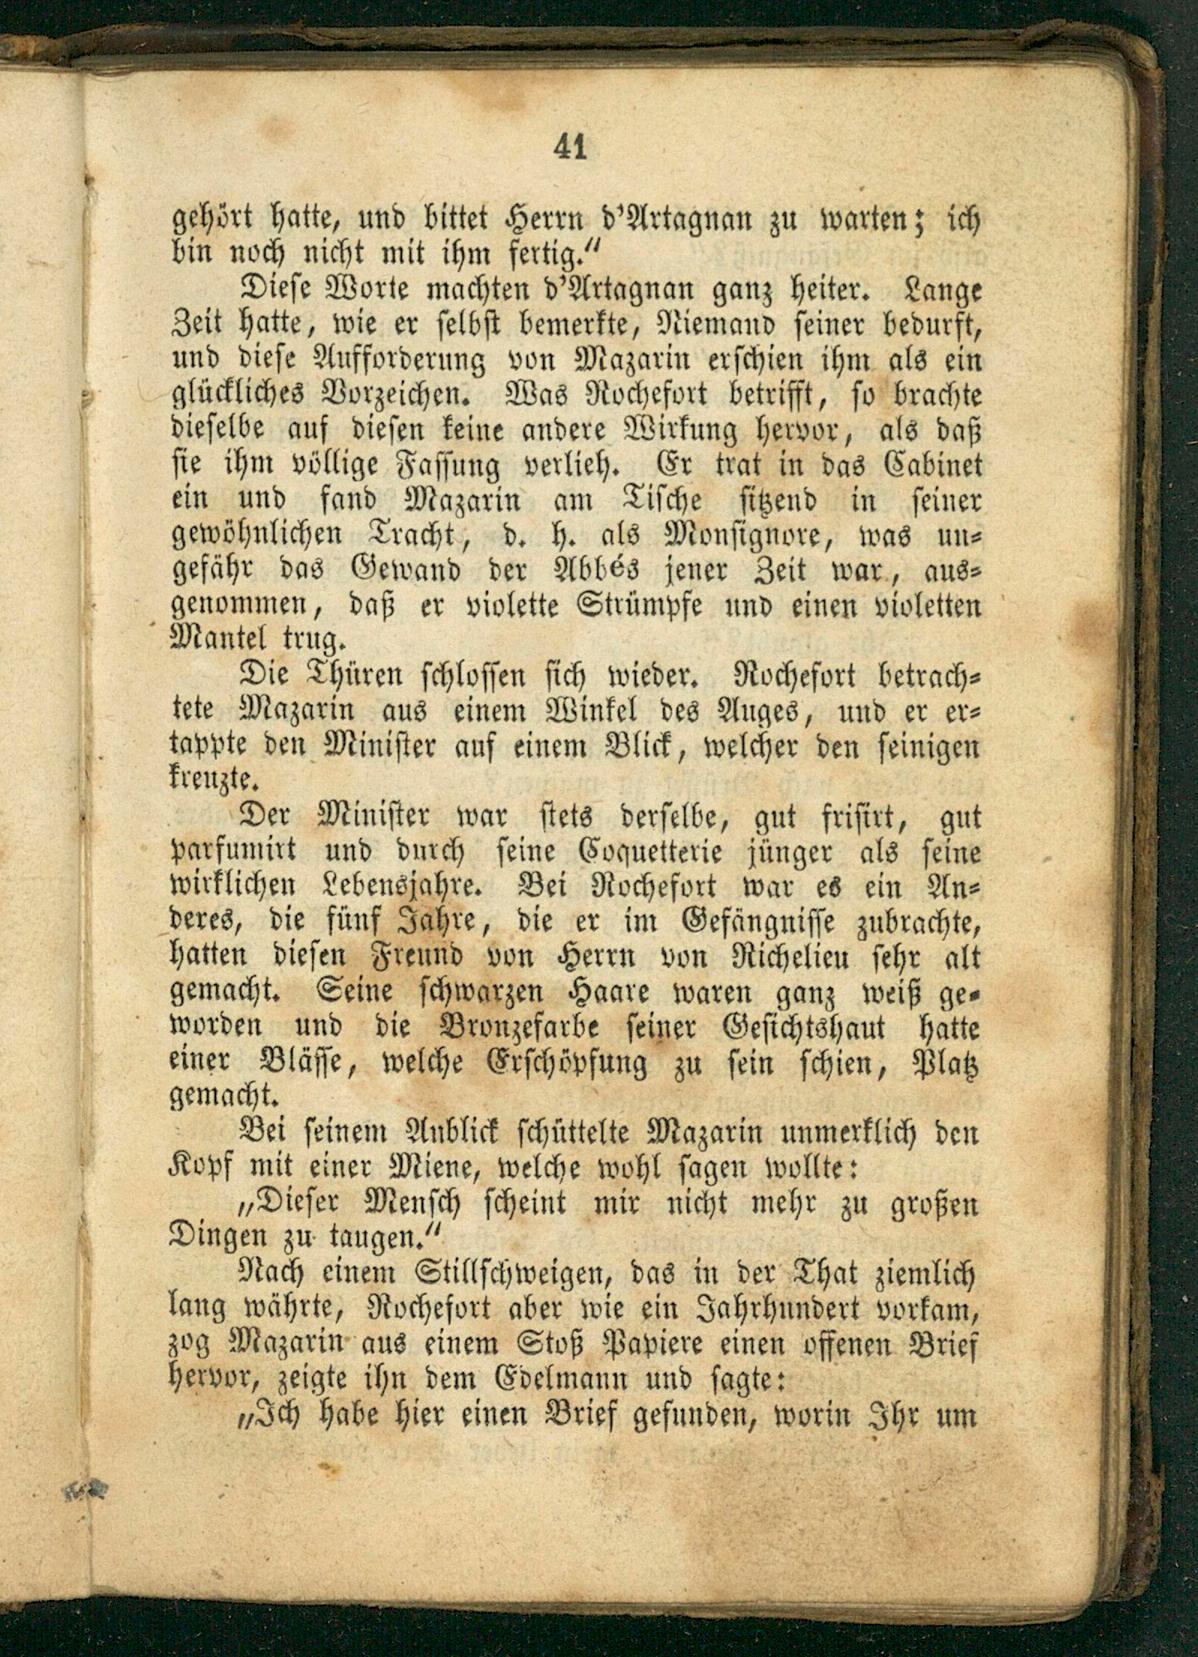 41
gehört hatte, und bittet Herrn d'Artagnan zu warten; ich
bin noch nicht mit ihm fertig.“
Diese Worte machten d'Artagnan ganz heiter. Lange
Zeit hatte, wie er selbst bemerkte, Niemand seiner bedurft,
und diese Aufforderung von Mazarin erschien ihm als ein
glückliches Vorzeichen. Was Rochefort betrifft, so brachte
dieselbe auf diesen keine andere Wirkung hervor, als daß
sie ihm völlige Fassung verlieh. Er trat in das Cabinet
ein und fand Mazarin am Tische sitzend in seiner
gewöhnlichen Tracht, d. h. als Monsignore, was un-
gefähr das Gewand der Abbés jener Zeit war, aus-
genommen, daß er violette Strümpfe und einen violetten
Mantel trug.
Die Thüren schlossen sich wieder. Rochefort betrach-
tete Mazarin aus einem Winkel des Auges, und er er-
tappte den Minister auf einem Blick, welcher den seinigen
kreuzte.
Der Minister war stets derselbe, gut frisirt, gut
parfumirt und durch seine Coquetterie jünger als seine
wirklichen Lebensjahre. Bei Rochefort war es ein An-
deres, die fünf Jahre, die er im Gefängnisse zubrachte,
hatten diesen Freund von Herrn von Richelieu sehr alt
gemacht. Seine schwarzen Haare waren ganz weiß ge-
worden und die Bronzefarbe seiner Gesichtshaut hatte
einer Blässe, welche Erschöpfung zu sein schien, Platz
gemacht.
Bei seinem Anblick schüttelte Mazarin unmerklich den
Kopf mit einer Miene, welche wohl sagen wollte:
„Dieser Mensch scheint mir nicht mehr zu großen
Dingen zu taugen.“
Nach einem Stillschweigen, das in der That ziemlich
lang währte, Rochefort aber wie ein Jahrhundert vorkam,
zog Mazarin aus einem Stoß Papiere einen offenen Brief
hervor, zeigte ihn dem Edelmann und sagte:
„Ich habe hier einen Brief gefunden, worin Ihr um